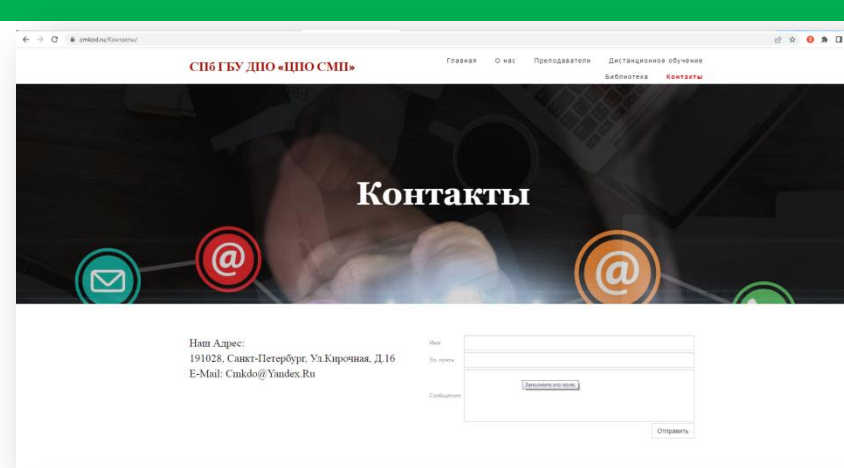 cmkod.ru/Контакты/
СПб ГБУ ДПО «ЦПО СМП»
Главная О нас Преподаватели Дистанционное обучение
Библиотека Контакты
Контакты
Наш Адрес:
191028, Санкт-Петербург, Ул.Кирочная, Д.16
E-Mail: Cmkdo@Yandex.Ru
Имя
Эл. почта
Сообщение
Заполните это поле.
Отправить